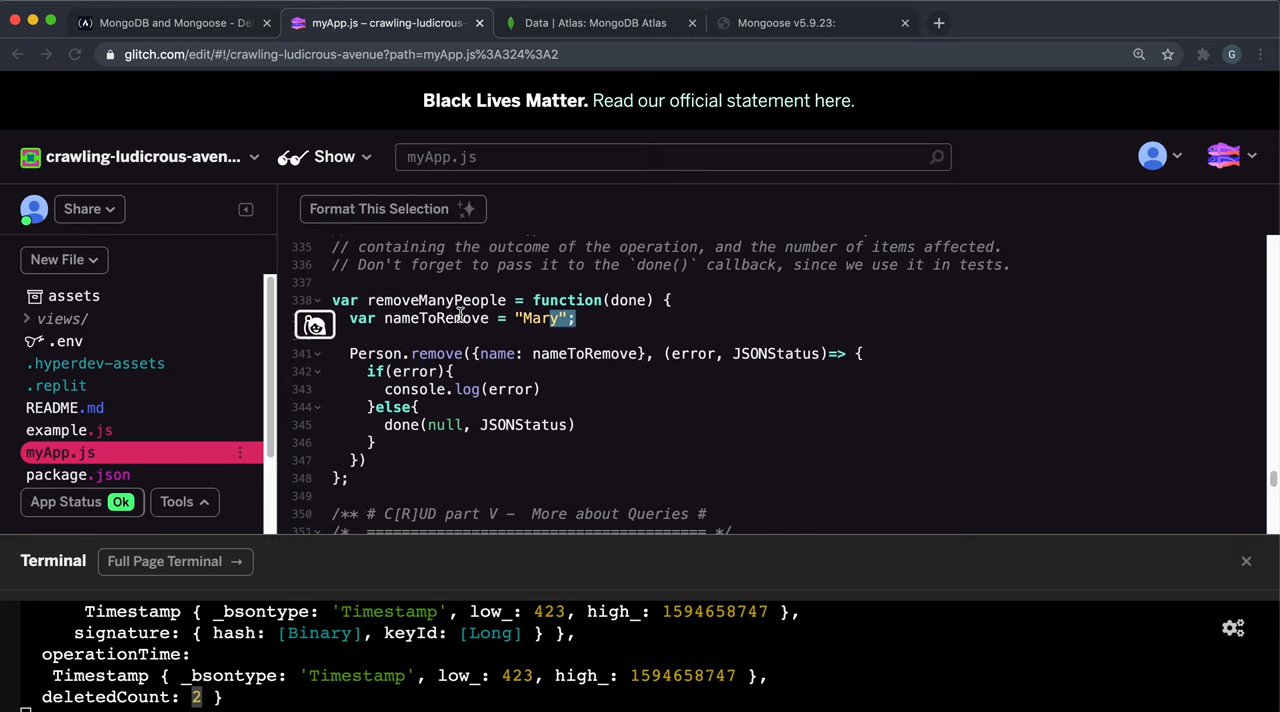 MongoDB and Mongoose - De
myApp.js – crawling-ludicrous-
Data | Atlas: MongoDB Atlas
Mongoose v5.9.23:
glitch.com/edit/#!/crawling-ludicrous-avenue?path=myApp.js%3A324%3A2
G
Black Lives Matter. Read our official statement here.
crawling-ludicrous-aven...
Show
myApp.js
Share
Format This Selection
New File
assets
views/
.env
.hyperdev-assets
.replit
README.md
example.js
myApp.js
package.json
App Status Ok
Tools
335 // containing the outcome of the operation, and the number of items affected.
336 // Don't forget to pass it to the `done()` callback, since we use it in tests.
337
338 var removeManyPeople = function(done) {
var nameToRemove = "Mary";
341 Person.remove({name: nameToRemove}, (error, JSONStatus)=> {
342 if(error){
343 console.log(error)
344 }else{
345 done(null, JSONStatus)
346 }
347 })
348 };
349
350 /** # C[R]UD part V - More about Queries #
351 /* ======================================= */
Terminal
Full Page Terminal →
Timestamp { _bsontype: 'Timestamp', low_: 423, high_: 1594658747 },
signature: { hash: [Binary], keyId: [Long] } },
operationTime:
Timestamp { _bsontype: 'Timestamp', low_: 423, high_: 1594658747 },
deletedCount: 2 }